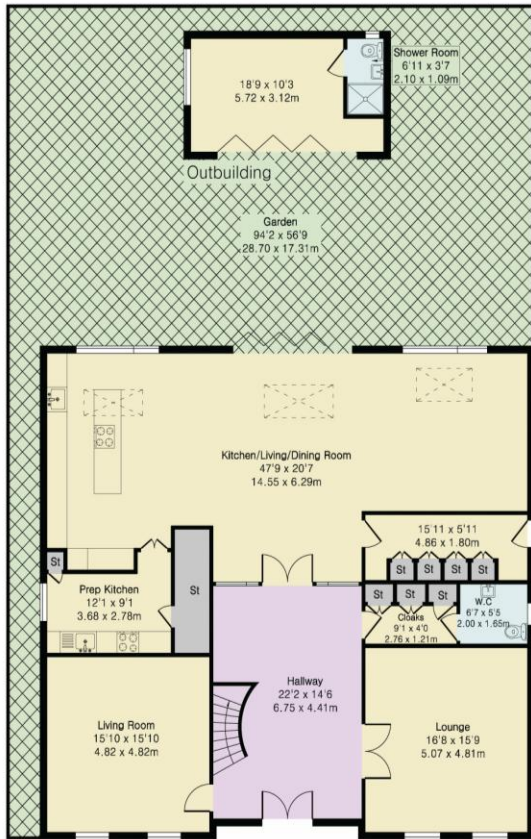 Shower Room
6'11 x 3'7
2.10 x 1.09m
18'9 x 10'3
5.72 x 3.12m
Outbuilding
Garden
94'2 x 56'9
28.70 x 17.31m
Kitchen/Living/Dining Room
47'9 x 20'7
14.55 x 6.29m
15'11 x 5'11
4.86 x 1.80m
St
St
St
St
St
St
Prep Kitchen
12'1 x 9'1
3.68 x 2.78m
St
St
St
Cloaks
9'1 x 4'0
2.76 x 1.21m
W.C
6'7 x 5'5
2.00 x 1.65m
Hallway
22'2 x 14'6
6.75 x 4.41m
Living Room
15'10 x 15'10
4.82 x 4.82m
Lounge
16'8 x 15'9
5.07 x 4.81m